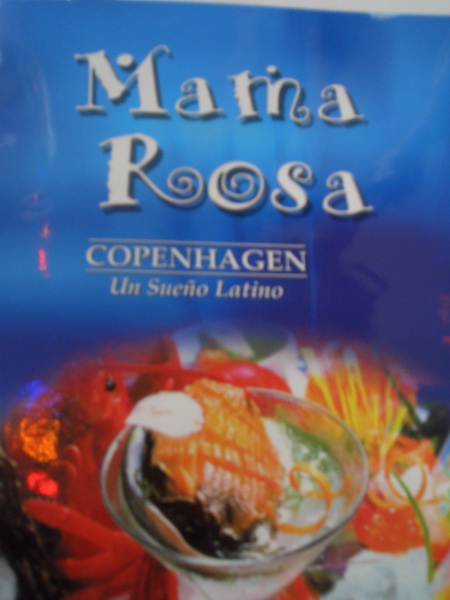 Mama
Rosa
COPENHAGEN
Un Sueño Latino